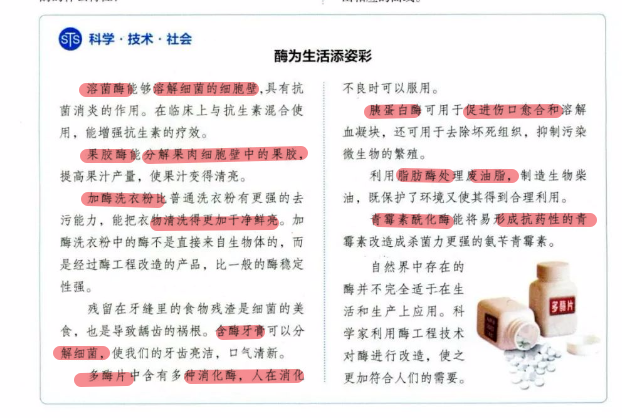 STS 科学·技术·社会
酶为生活添姿彩
溶菌酶能够溶解细菌的细胞壁,具有抗
菌消炎的作用。在临床上与抗生素混合使
用,能增强抗生素的疗效。
果胶酶能分解果肉细胞壁中的果胶,
提高果汁产量,使果汁变得清亮。
加酶洗衣粉比普通洗衣粉有更强的去
污能力,能把衣物清洗得更加干净鲜亮。加
酶洗衣粉中的酶不是直接来自生物体的,而
是经过酶工程改造的产品,比一般的酶稳定
性强。
残留在牙缝里的食物残渣是细菌的美
食,也是导致龋齿的祸根。含酶牙膏可以分
解细菌,使我们的牙齿亮洁,口气清新。
多酶片中含有多种消化酶,人在消化
不良时可以服用。
胰蛋白酶可用于促进伤口愈合和溶解
血凝块,还可用于去除坏死组织,抑制污染
微生物的繁殖。
利用脂肪酶处理废油脂,制造生物柴
油,既保护了环境又使其得到合理利用。
青霉素酰化酶能将易形成抗药性的青
霉素改造成杀菌力更强的氨苄青霉素。
自然界中存在的
酶并不完全适于在生
活和生产上应用。科
学家利用酶工程技术
对酶进行改造,使之
更加符合人们的需要。
多酶片